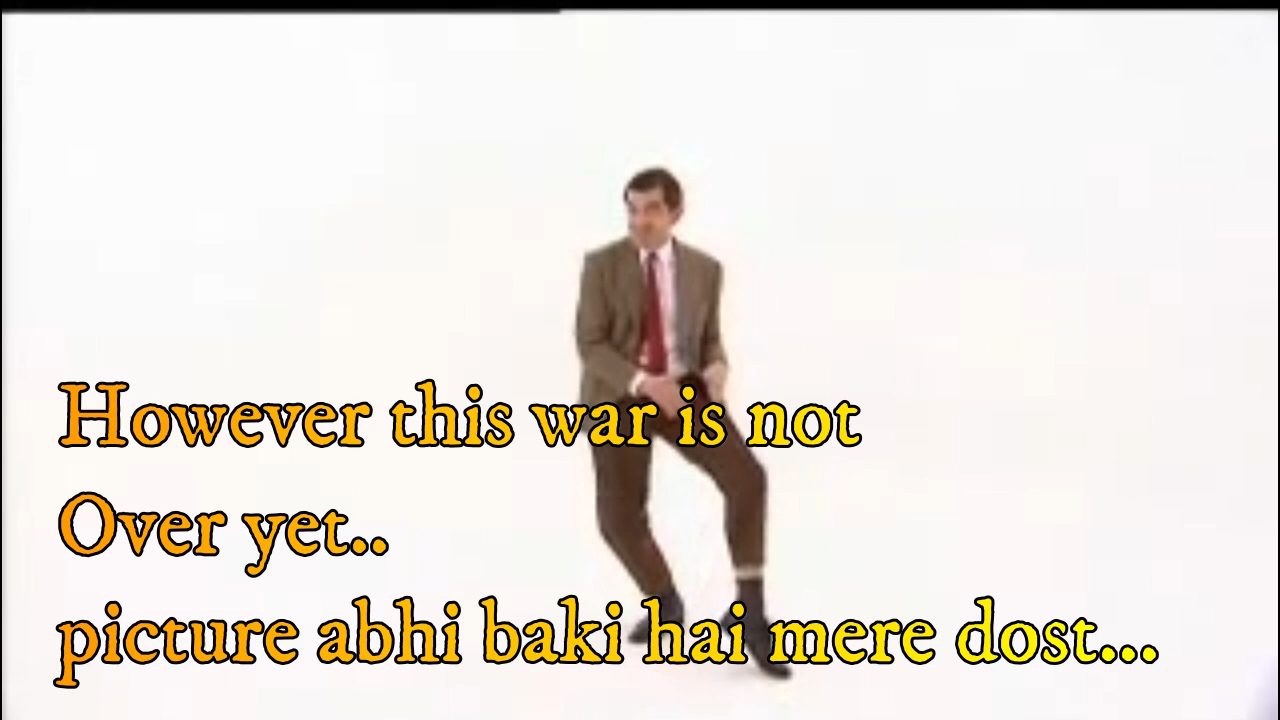 However this war is not
Over yet..
picture abhi baki hai mere dost...